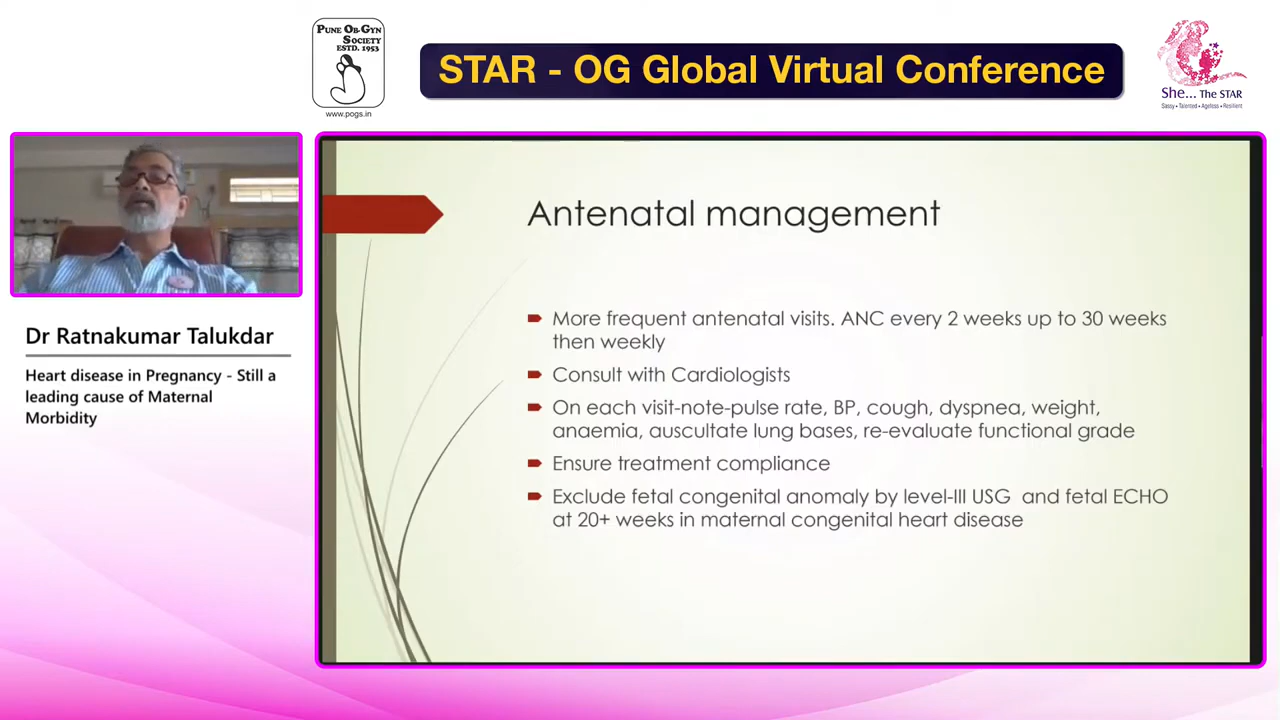 PUNE OB-GYN
SOCIETY
ESTD. 1953
www.pogs.in
STAR - OG Global Virtual Conference
She... The STAR
Sassy • Talented • Ageless • Resilient
Dr Ratnakumar Talukdar
Heart disease in Pregnancy - Still a
leading cause of Maternal
Morbidity
Antenatal management
More frequent antenatal visits. ANC every 2 weeks up to 30 weeks
then weekly
Consult with Cardiologists
On each visit-note-pulse rate, BP, cough, dyspnea, weight,
anaemia, auscultate lung bases, re-evaluate functional grade
Ensure treatment compliance
Exclude fetal congenital anomaly by level-III USG and fetal ECHO
at 20+ weeks in maternal congenital heart disease